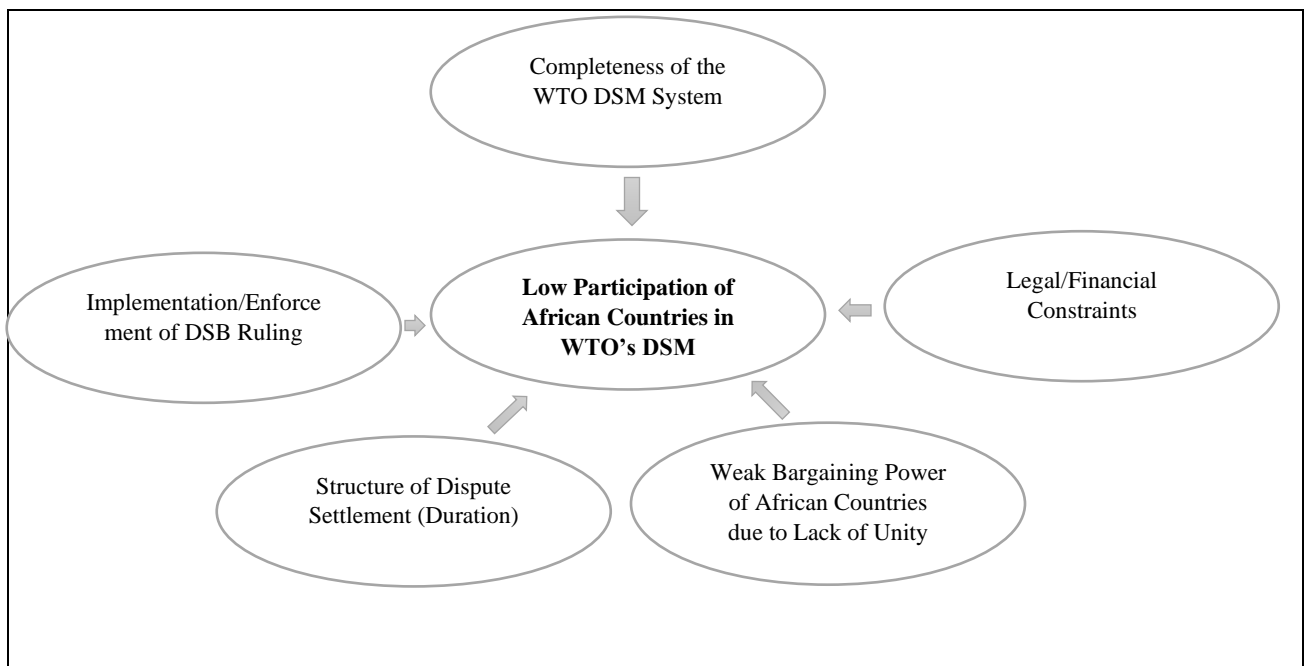 Completeness of the
WTO DSM System
Implementation/Enforce
ment of DSB Ruling
Low Participation of
African Countries in
WTO’s DSM
Legal/Financial
Constraints
Structure of Dispute
Settlement (Duration)
Weak Bargaining Power
of African Countries
due to Lack of Unity